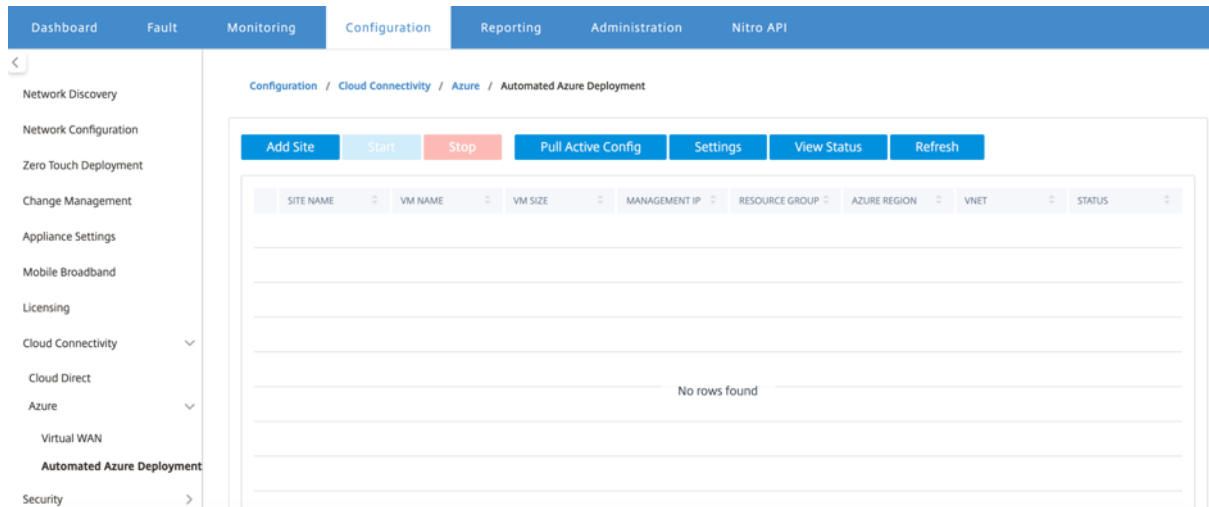 Dashboard Fault Monitoring Configuration Reporting Administration Nitro API
Network Discovery
Network Configuration
Zero Touch Deployment
Change Management
Appliance Settings
Mobile Broadband
Licensing
Cloud Connectivity
Cloud Direct
Azure
Virtual WAN
Automated Azure Deployment
Security
Configuration / Cloud Connectivity / Azure / Automated Azure Deployment
Add Site Start Stop Pull Active Config Settings View Status Refresh
SITE NAME VM NAME VM SIZE MANAGEMENT IP RESOURCE GROUP AZURE REGION VNET STATUS
No rows found